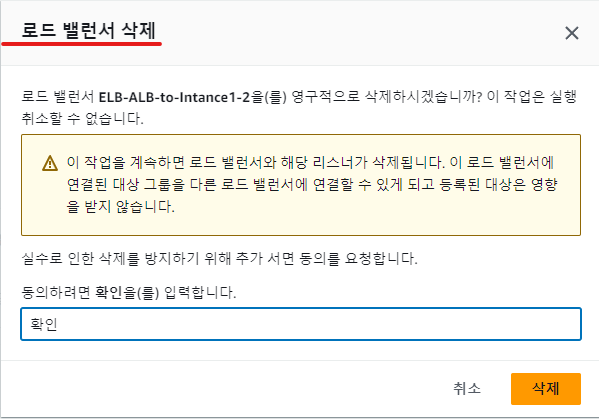 로드 밸런서 삭제
로드 밸런서 ELB-ALB-to-Intance1-2을(를) 영구적으로 삭제하시겠습니까? 이 작업은 실행
취소할 수 없습니다.
이 작업을 계속하면 로드 밸런서와 해당 리스너가 삭제됩니다. 이 로드 밸런서에
연결된 대상 그룹을 다른 로드 밸런서에 연결할 수 있게 되고 등록된 대상은 영향
을 받지 않습니다.
실수로 인한 삭제를 방지하기 위해 추가 서면 동의를 요청합니다.
동의하려면 확인을(를) 입력합니다.
확인
취소 삭제